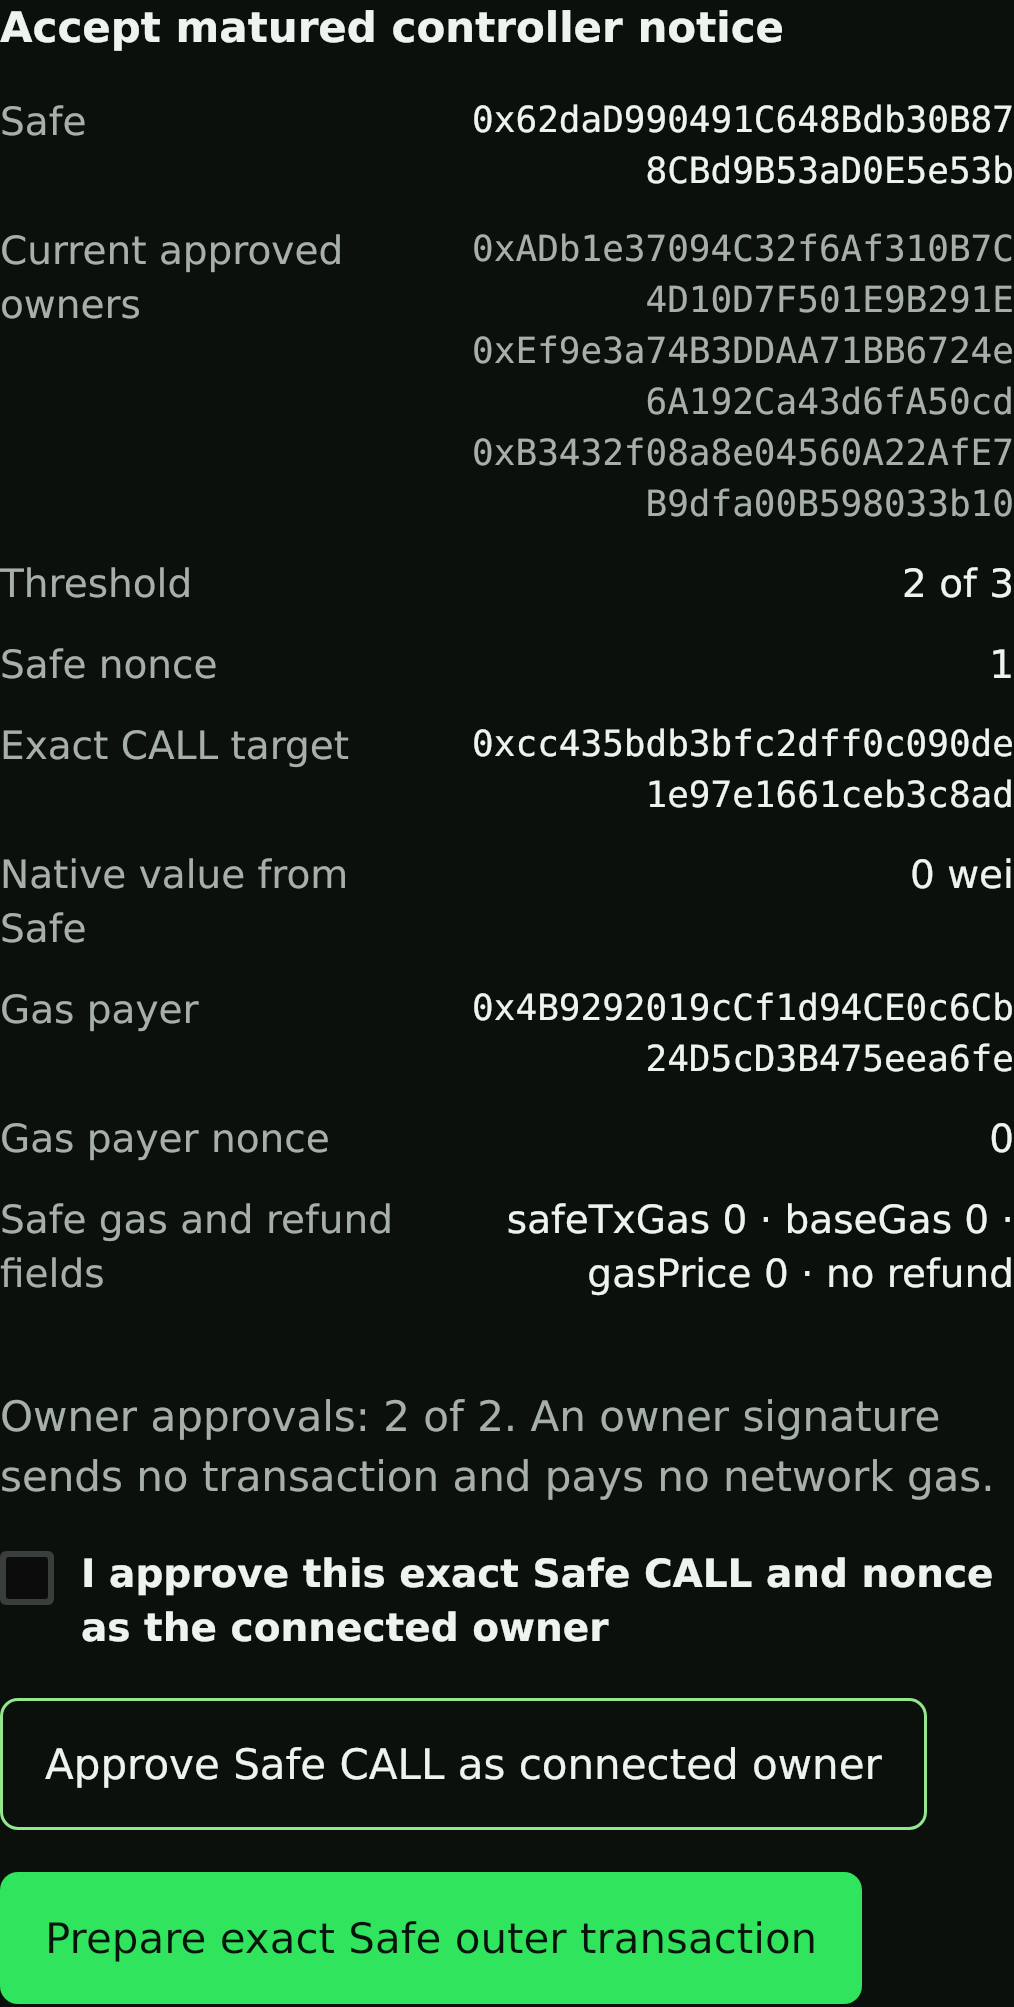 Accept matured controller notice
Safe
0x62daD990491C648Bdb30B87
8CBd9B53aD0E5e53b
Current approved
owners
0xADb1e37094C32f6Af310B7C
4D10D7F501E9B291E
0xEf9e3a74B3DDAA71BB6724e
6A192Ca43d6fA50cd
0xB3432f08a8e04560A22AfE7
B9dfa00B598033b10
Threshold
2 of 3
Safe nonce
1
Exact CALL target
0xcc435bdb3bfc2dff0c090de
1e97e1661ceb3c8ad
Native value from
Safe
0 wei
Gas payer
0x4B9292019cCf1d94CE0c6Cb
24D5cD3B475eea6fe
Gas payer nonce
0
Safe gas and refund
fields
safeTxGas 0 · baseGas 0 ·
gasPrice 0 · no refund
Owner approvals: 2 of 2. An owner signature
sends no transaction and pays no network gas.
I approve this exact Safe CALL and nonce
as the connected owner
Approve Safe CALL as connected owner
Prepare exact Safe outer transaction